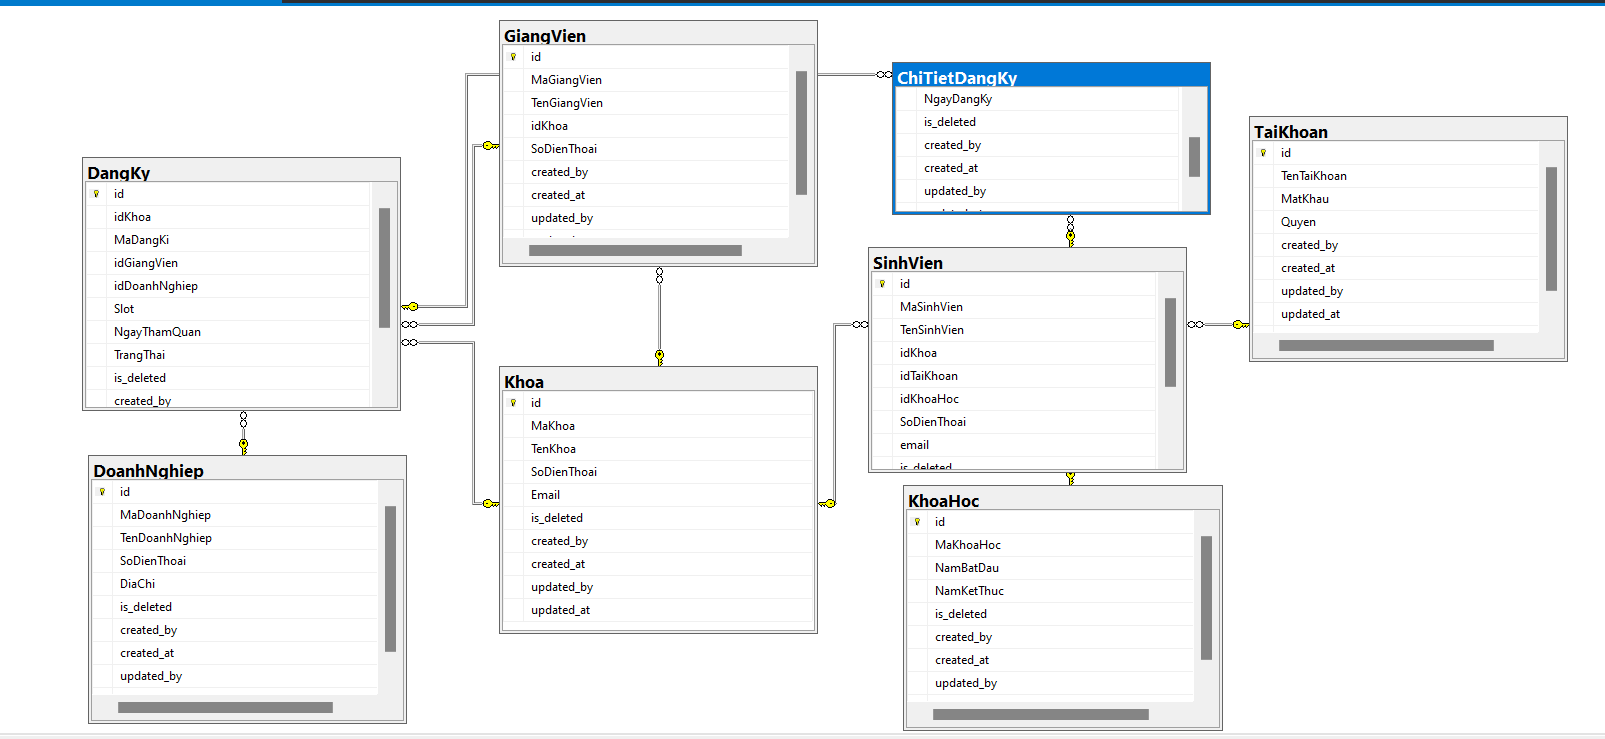 GiangVien
id
MaGiangVien
TenGiangVien
idKhoa
SoDienThoai
created_by
created_at
updated_by
ChiTietDangKy
NgayDangKy
is_deleted
created_by
created_at
updated_by
TaiKhoan
id
TenTaiKhoan
MatKhau
Quyen
created_by
created_at
updated_by
updated_at
DangKy
id
idKhoa
MaDangKi
idGiangVien
idDoanhNghiep
Slot
NgayThamQuan
TrangThai
is_deleted
created_by
SinhVien
id
MaSinhVien
TenSinhVien
idKhoa
idTaiKhoan
idKhoaHoc
SoDienThoai
email
is_deleted
Khoa
id
MaKhoa
TenKhoa
SoDienThoai
Email
is_deleted
created_by
created_at
updated_by
updated_at
DoanhNghiep
id
MaDoanhNghiep
TenDoanhNghiep
SoDienThoai
DiaChi
is_deleted
created_by
created_at
updated_by
KhoaHoc
id
MaKhoaHoc
NamBatDau
NamKetThuc
is_deleted
created_by
created_at
updated_by